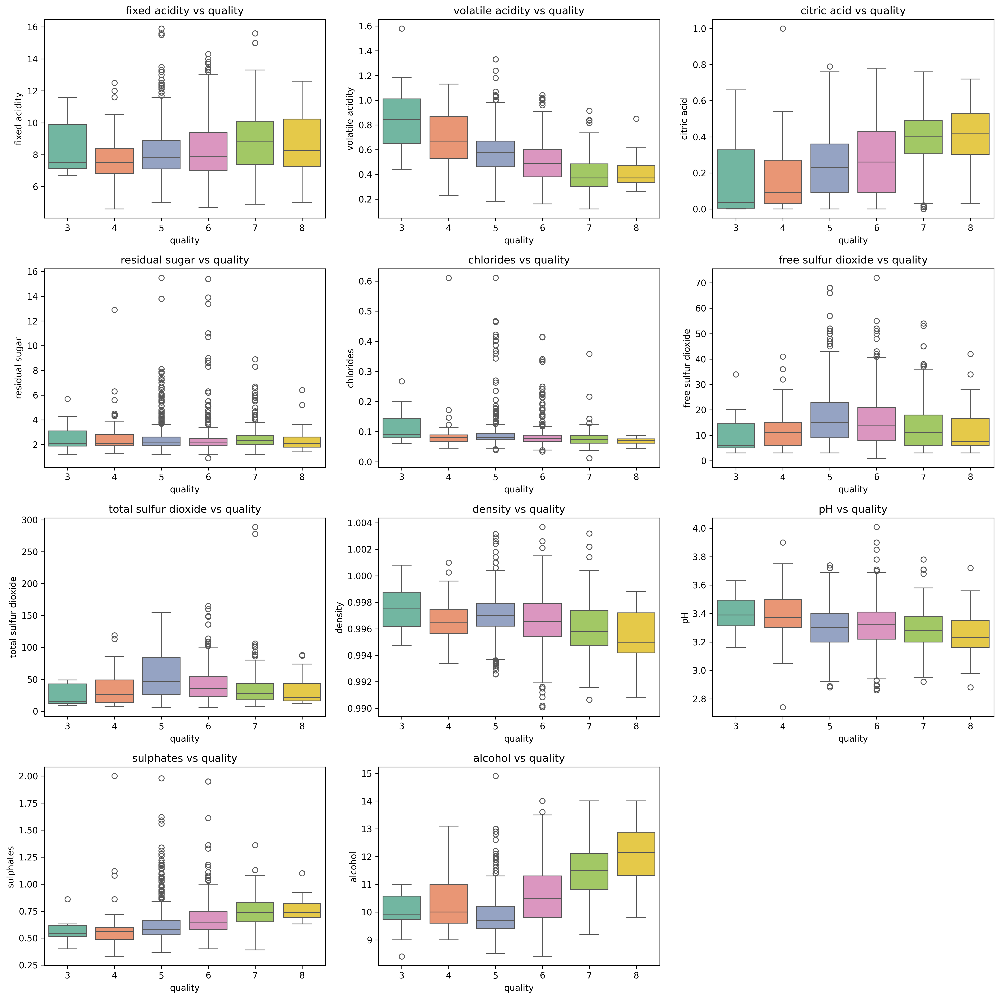 fixed acidity vs quality
fixed acidity
16
14
12
10
8
6
3 4 5 6 7 8
quality
volatile acidity vs quality
volatile acidity
1.6
1.4
1.2
1.0
0.8
0.6
0.4
0.2
3 4 5 6 7 8
quality
citric acid vs quality
citric acid
1.0
0.8
0.6
0.4
0.2
0.0
3 4 5 6 7 8
quality
residual sugar vs quality
residual sugar
16
14
12
10
8
6
4
2
3 4 5 6 7 8
quality
chlorides vs quality
chlorides
0.6
0.5
0.4
0.3
0.2
0.1
0.0
3 4 5 6 7 8
quality
free sulfur dioxide vs quality
free sulfur dioxide
70
60
50
40
30
20
10
0
3 4 5 6 7 8
quality
total sulfur dioxide vs quality
total sulfur dioxide
300
250
200
150
100
50
0
3 4 5 6 7 8
quality
density vs quality
density
1.004
1.002
1.000
0.998
0.996
0.994
0.992
0.990
3 4 5 6 7 8
quality
pH vs quality
pH
4.0
3.8
3.6
3.4
3.2
3.0
2.8
3 4 5 6 7 8
quality
sulphates vs quality
sulphates
2.00
1.75
1.50
1.25
1.00
0.75
0.50
0.25
3 4 5 6 7 8
quality
alcohol vs quality
alcohol
15
14
13
12
11
10
9
3 4 5 6 7 8
quality